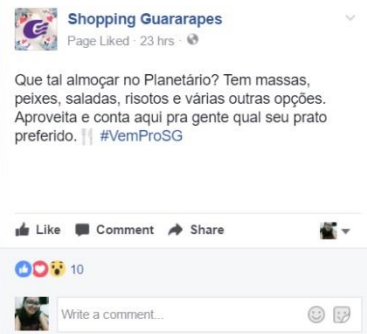 Shopping Guararapes
Page Liked · 23 hrs ·
Que tal almoçar no Planetário? Tem massas,
peixes, saladas, risotos e várias outras opções.
Aproveita e conta aqui pra gente qual seu prato
preferido. 🍴 #VemProSG
Like Comment Share
10
Write a comment...